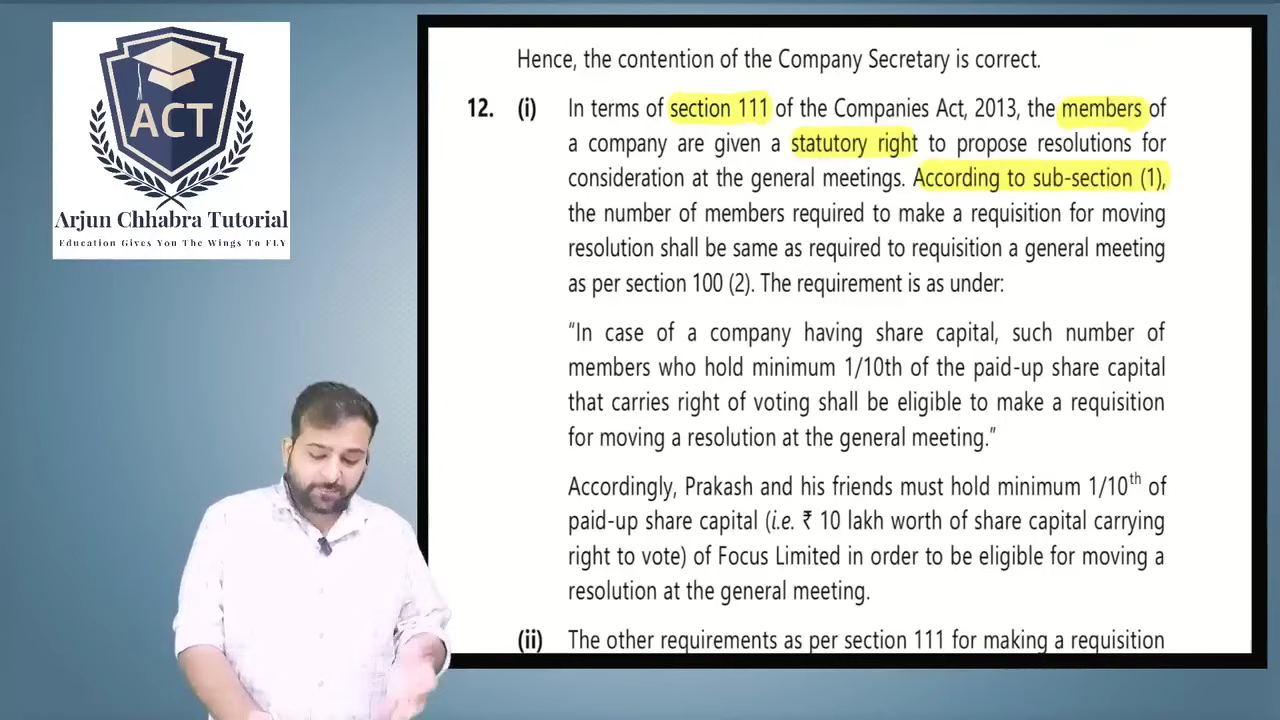 ACT
Arjun Chhabra Tutorial
Education Gives You The Wings To FLY
Hence, the contention of the Company Secretary is correct.
12. (i) In terms of section 111 of the Companies Act, 2013, the members of
a company are given a statutory right to propose resolutions for
consideration at the general meetings. According to sub-section (1),
the number of members required to make a requisition for moving
resolution shall be same as required to requisition a general meeting
as per section 100 (2). The requirement is as under:
“In case of a company having share capital, such number of
members who hold minimum 1/10th of the paid-up share capital
that carries right of voting shall be eligible to make a requisition
for moving a resolution at the general meeting.”
Accordingly, Prakash and his friends must hold minimum 1/10th of
paid-up share capital (i.e. ₹ 10 lakh worth of share capital carrying
right to vote) of Focus Limited in order to be eligible for moving a
resolution at the general meeting.
(ii) The other requirements as per section 111 for making a requisition